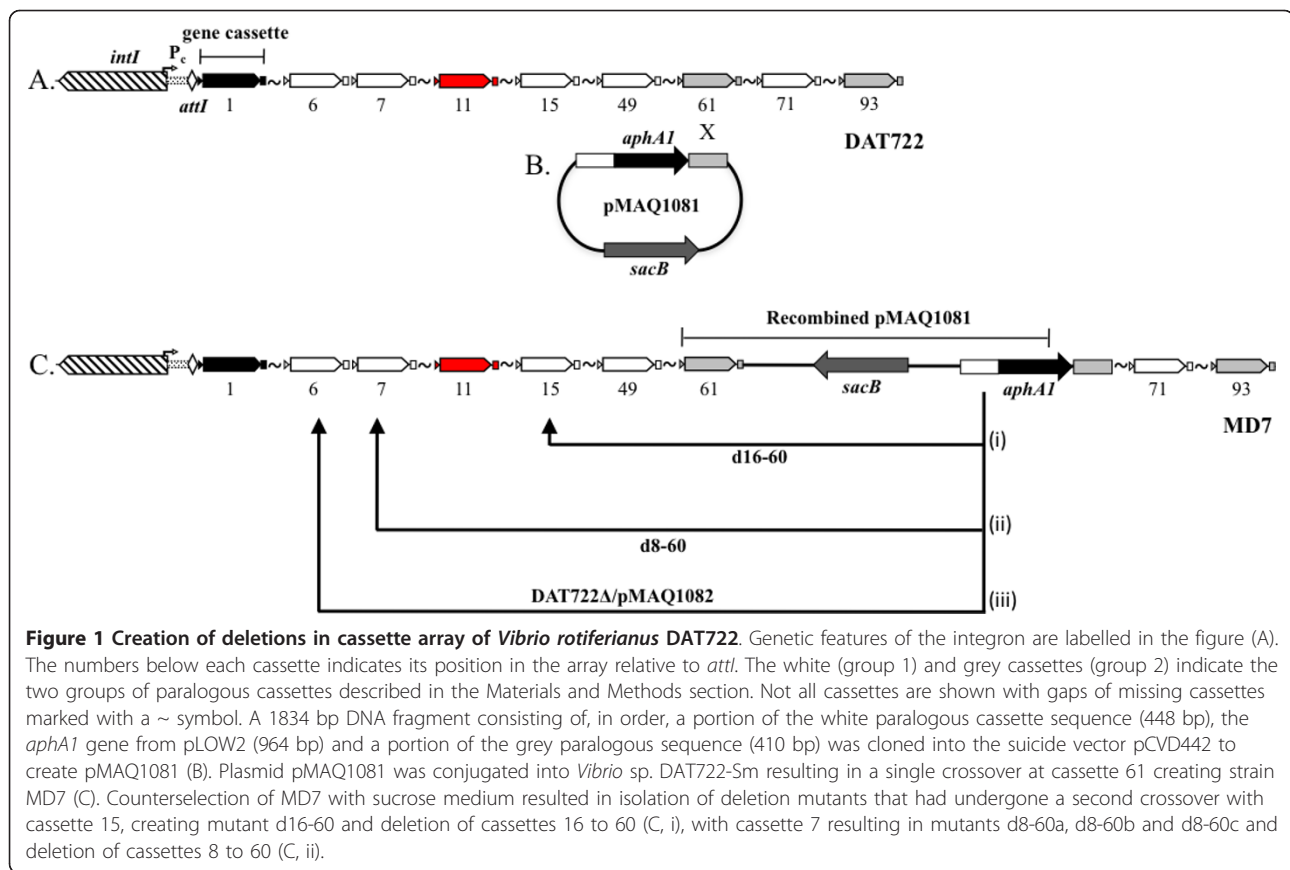 gene cassette
intI
Pc
A.
attI
1 6 7 11 15 49 61 71 93
DAT722
aphA1 X
B.
pMAQ1081
sacB
Recombined pMAQ1081
C.
1 6 7 11 15 49 61 sacB aphA1 71 93
MD7
(i)
d16-60
(ii)
d8-60
DAT722Δ/pMAQ1082 (iii)
Figure 1 Creation of deletions in cassette array of Vibrio rotiferianus DAT722. Genetic features of the integron are labelled in the figure (A).
The numbers below each cassette indicates its position in the array relative to attI. The white (group 1) and grey cassettes (group 2) indicate the
two groups of paralogous cassettes described in the Materials and Methods section. Not all cassettes are shown with gaps of missing cassettes
marked with a ~ symbol. A 1834 bp DNA fragment consisting of, in order, a portion of the white paralogous cassette sequence (448 bp), the
aphA1 gene from pLOW2 (964 bp) and a portion of the grey paralogous sequence (410 bp) was cloned into the suicide vector pCVD442 to
create pMAQ1081 (B). Plasmid pMAQ1081 was conjugated into Vibrio sp. DAT722-Sm resulting in a single crossover at cassette 61 creating strain
MD7 (C). Counterselection of MD7 with sucrose medium resulted in isolation of deletion mutants that had undergone a second crossover with
cassette 15, creating mutant d16-60 and deletion of cassettes 16 to 60 (C, i), with cassette 7 resulting in mutants d8-60a, d8-60b and d8-60c and
deletion of cassettes 8 to 60 (C, ii).